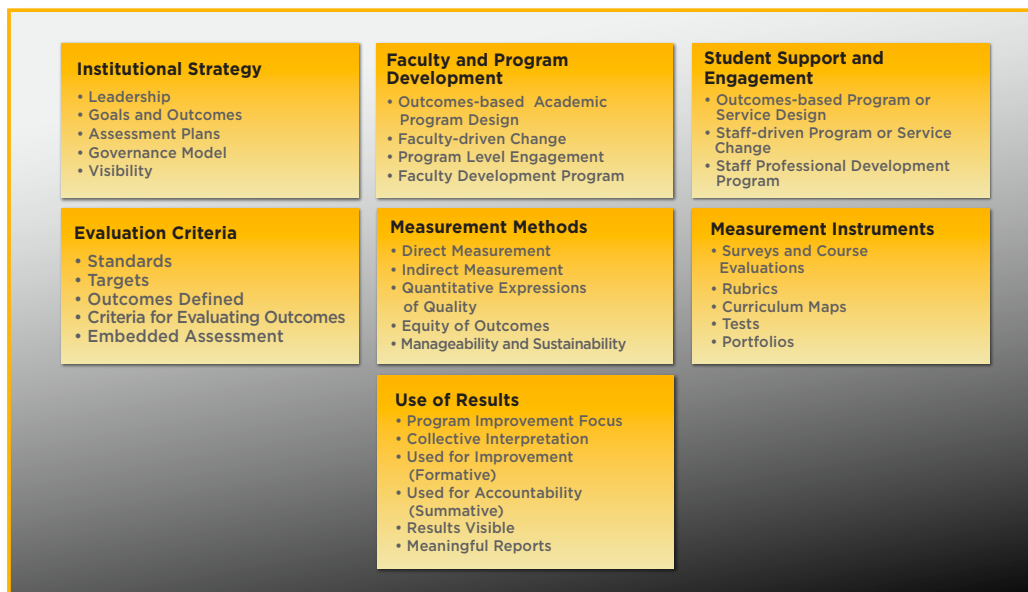 Institutional Strategy
• Leadership
• Goals and Outcomes
• Assessment Plans
• Governance Model
• Visibility
Faculty and Program
Development
• Outcomes-based Academic
Program Design
• Faculty-driven Change
• Program Level Engagement
• Faculty Development Program
Student Support and
Engagement
• Outcomes-based Program or
Service Design
• Staff-driven Program or Service
Change
• Staff Professional Development
Program
Evaluation Criteria
• Standards
• Targets
• Outcomes Defined
• Criteria for Evaluating Outcomes
• Embedded Assessment
Measurement Methods
• Direct Measurement
• Indirect Measurement
• Quantitative Expressions
of Quality
• Equity of Outcomes
• Manageability and Sustainability
Measurement Instruments
• Surveys and Course
Evaluations
• Rubrics
• Curriculum Maps
• Tests
• Portfolios
Use of Results
• Program Improvement Focus
• Collective Interpretation
• Used for Improvement
(Formative)
• Used for Accountability
(Summative)
• Results Visible
• Meaningful Reports